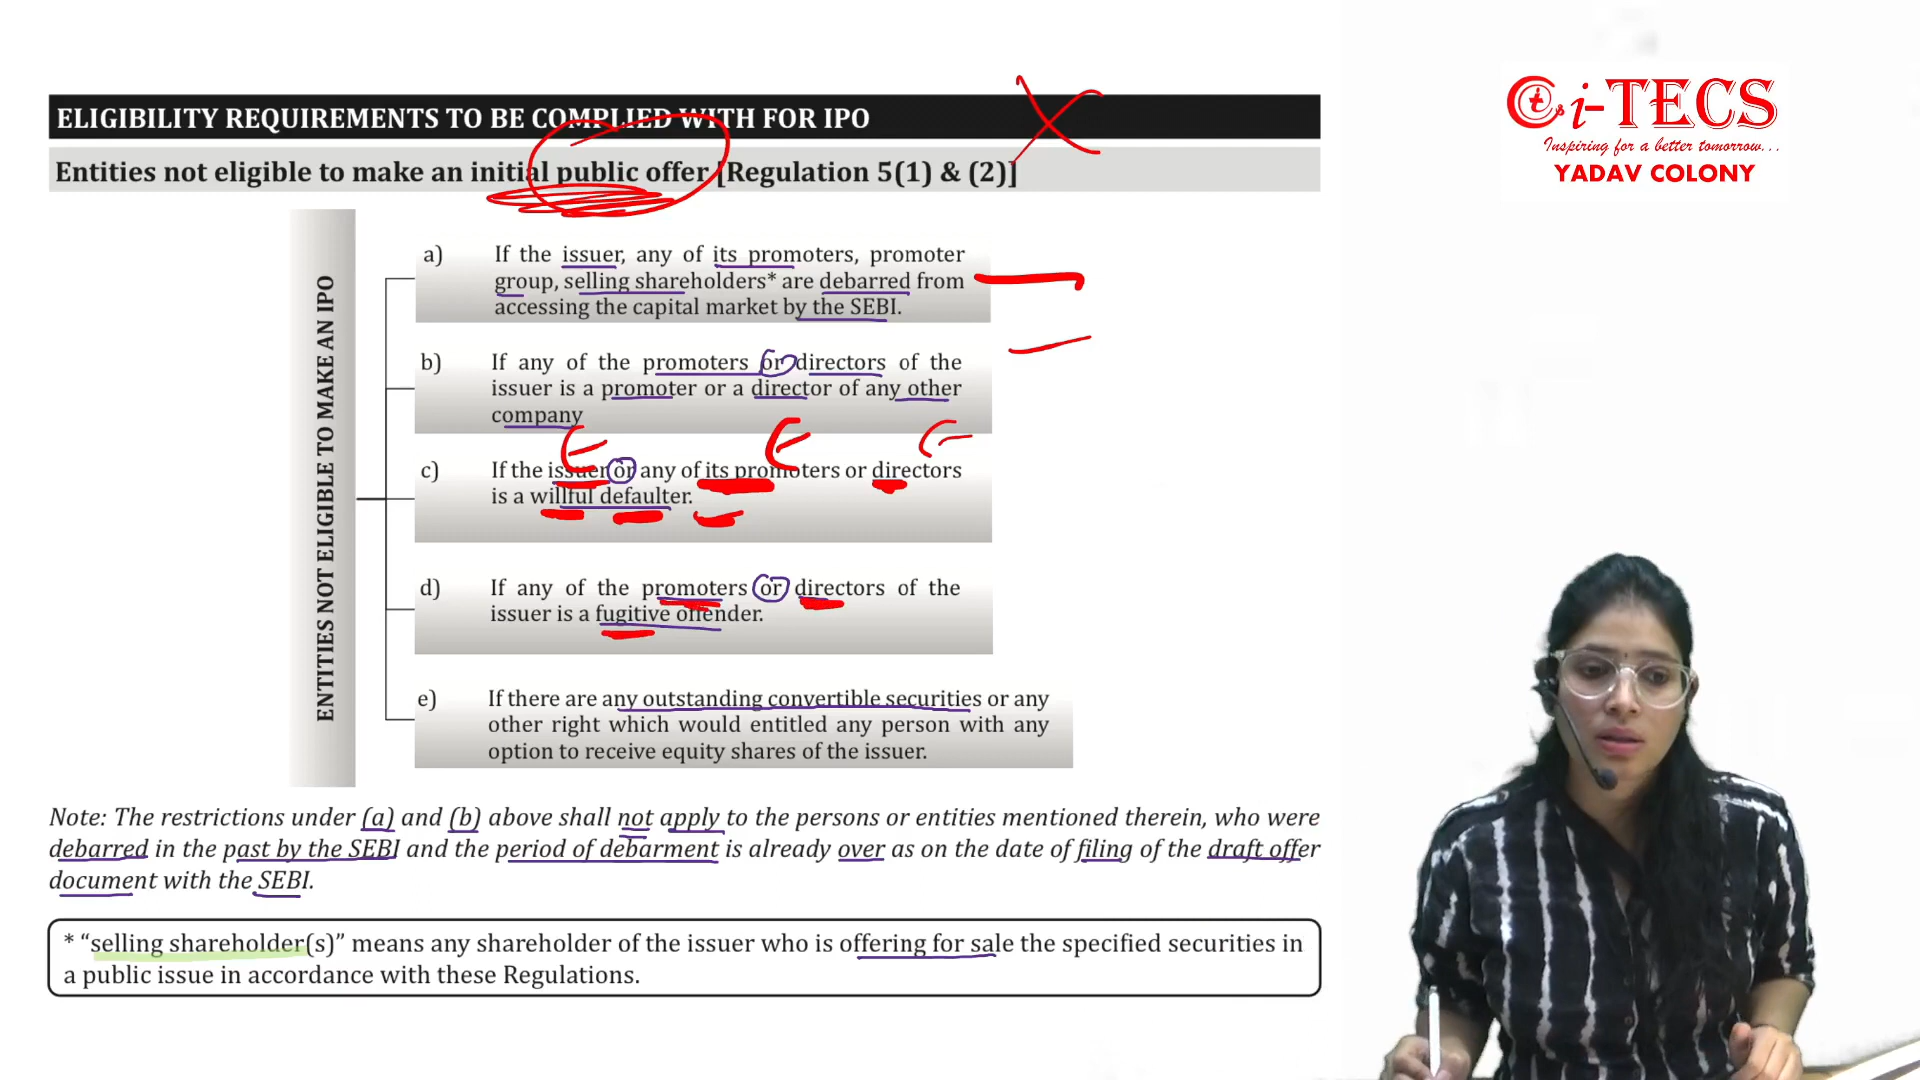 ELIGIBILITY REQUIREMENTS TO BE COMPLIED WITH FOR IPO
Entities not eligible to make an initial public offer [Regulation 5(1) & (2)]
ENTITIES NOT ELIGIBLE TO MAKE AN IPO
a) If the issuer, any of its promoters, promoter
group, selling shareholders* are debarred from
accessing the capital market by the SEBI.
b) If any of the promoters or directors of the
issuer is a promoter or a director of any other
company
c) If the issuer or any of its promoters or directors
is a willful defaulter.
d) If any of the promoters or directors of the
issuer is a fugitive offender.
e) If there are any outstanding convertible securities or any
other right which would entitled any person with any
option to receive equity shares of the issuer.
Note: The restrictions under (a) and (b) above shall not apply to the persons or entities mentioned therein, who were
debarred in the past by the SEBI and the period of debarment is already over as on the date of filing of the draft offer
document with the SEBI.
* “selling shareholder(s)” means any shareholder of the issuer who is offering for sale the specified securities in
a public issue in accordance with these Regulations.
i-TECS
Inspiring for a better tomorrow...
YADAV COLONY